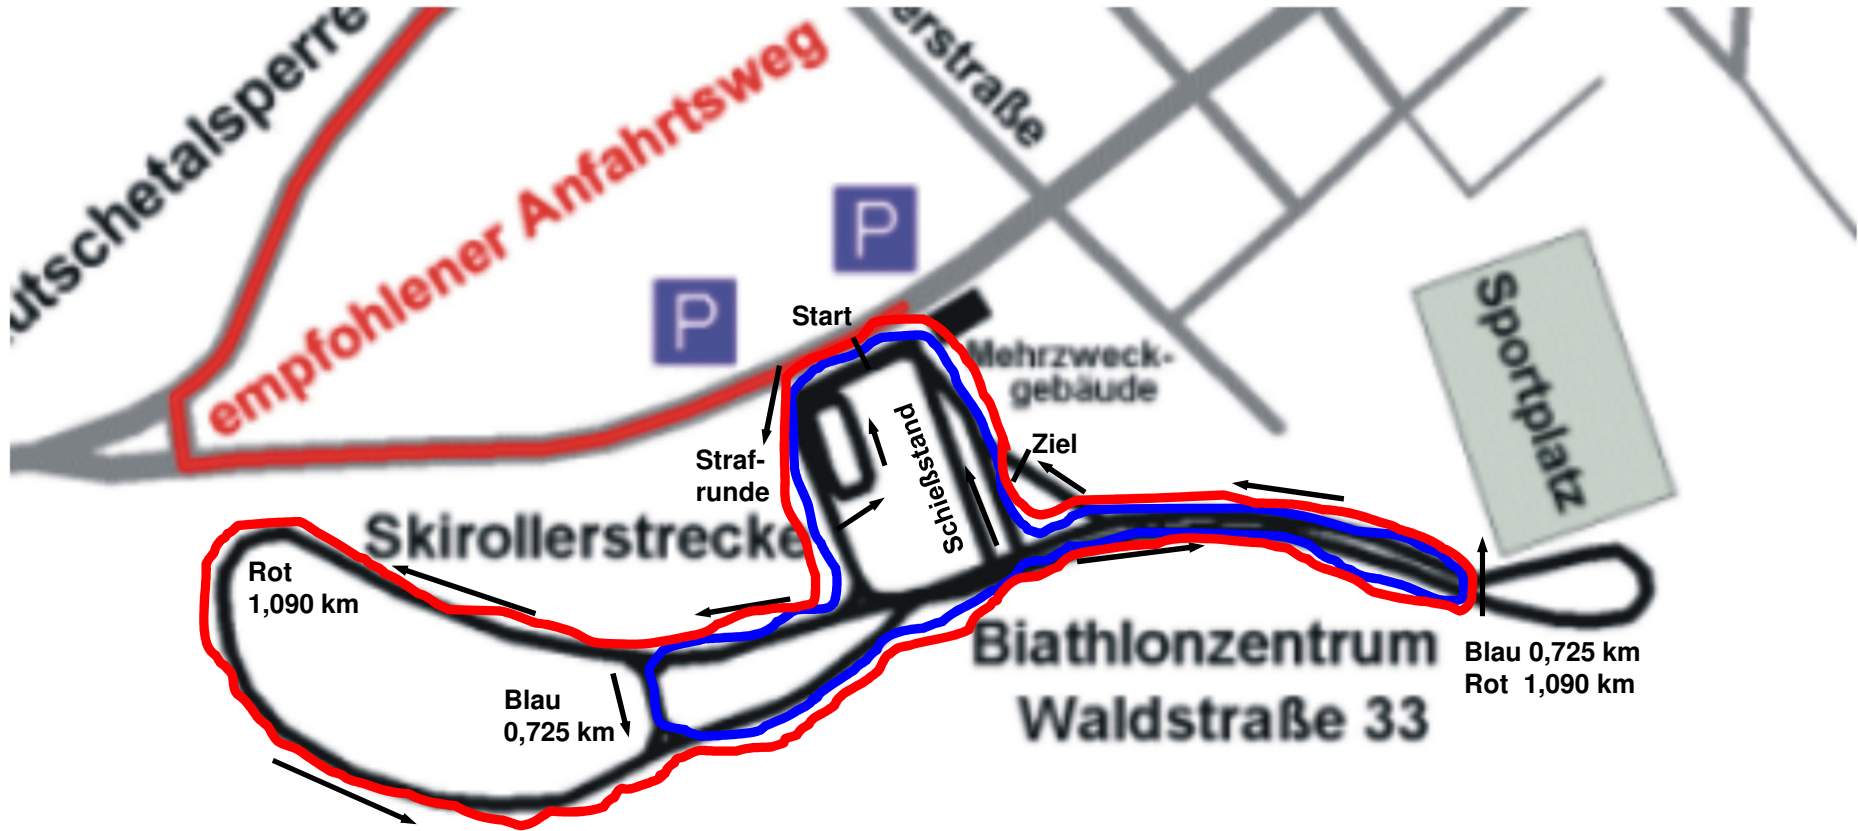 utschetalsperre
empfohlener Anfahrtsweg
erstraße
P
P
Start
Mehrzweck-
gebäude
Sportplatz
Straf-
runde
Schießstand
Ziel
Skirollerstrecke
Rot
1,090 km
Blau
0,725 km
Biathlonzentrum
Waldstraße 33
Blau 0,725 km
Rot 1,090 km